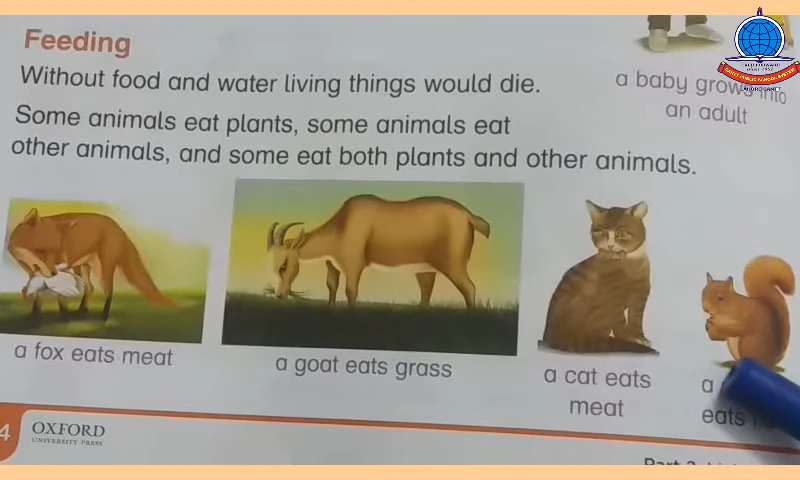 Feeding
Without food and water living things would die.
Some animals eat plants, some animals eat
other animals, and some eat both plants and other animals.
a baby grows into
an adult
a fox eats meat
a goat eats grass
a cat eats
meat
a
eats
4
OXFORD
UNIVERSITY PRESS